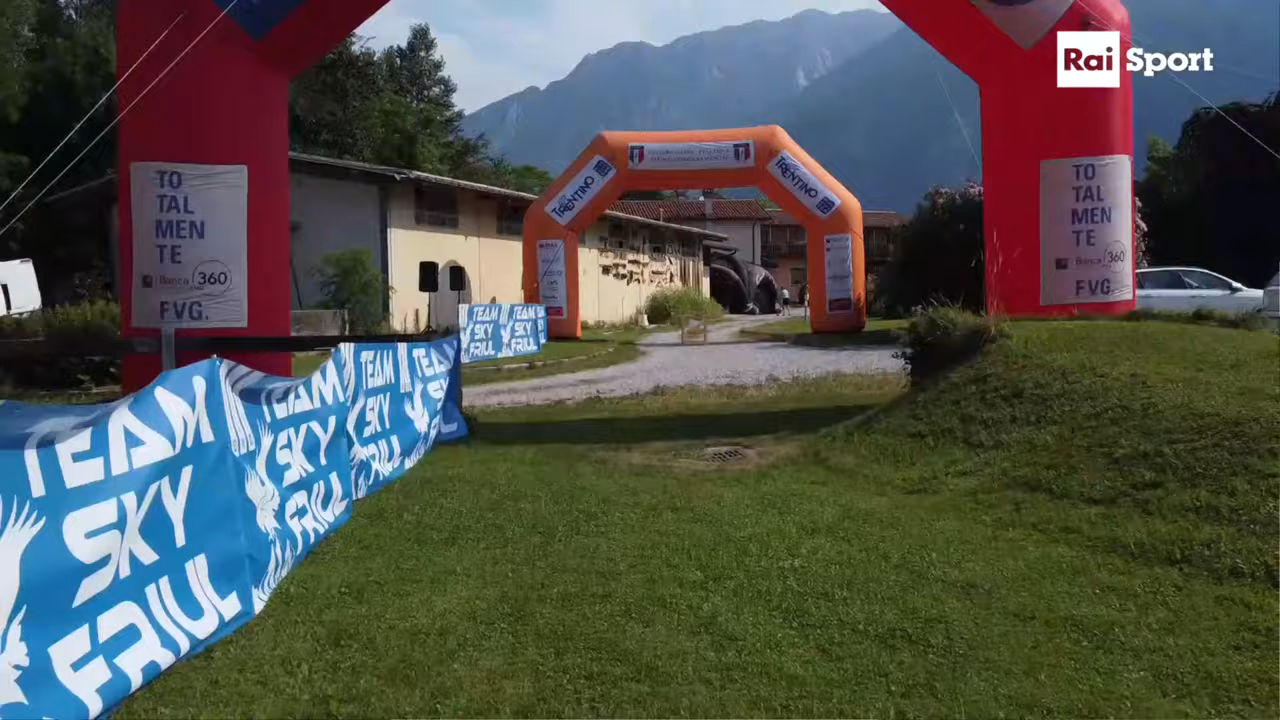 Rai Sport
TO
TAL
MEN
TE
Banca 360
FVG.
TRENTINO
TRENTINO
TO
TAL
MEN
TE
Banca 360
FVG.
TEAM
SKY
FRIUL
TEAM
SKY
FRIUL
TEAM
SKY
FRIUL
TEAM
SKY
FRIUL
TEAM
SKY
FRIUL